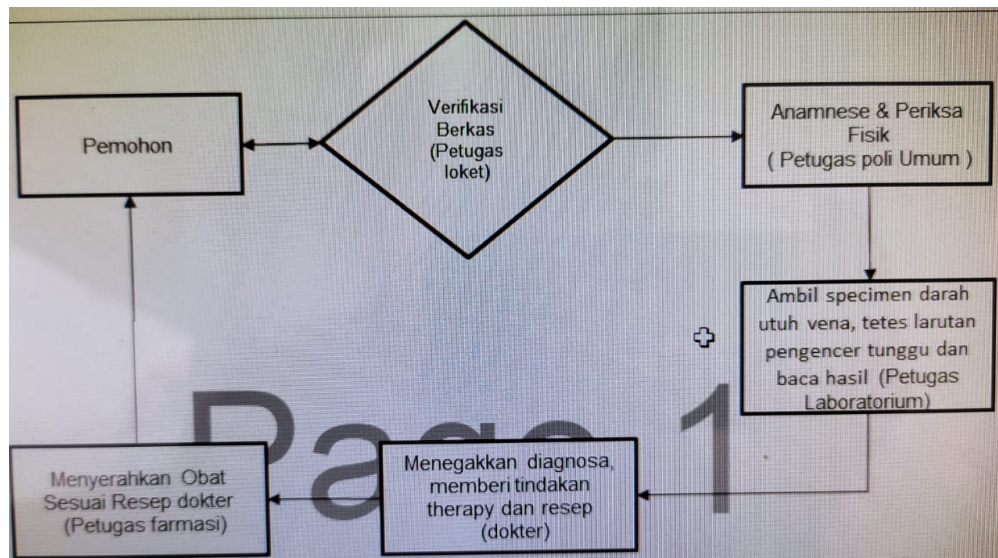 Pemohon
Verifikasi
Berkas
(Petugas
loket)
Anamnese & Periksa
Fisik
( Petugas poli Umum )
Ambil specimen darah
utuh vena, tetes larutan
pengencer tunggu dan
baca hasil (Petugas
Laboratorium)
Menegakkan diagnosa,
memberi tindakan
therapy dan resep
(dokter)
Menyerahkan Obat
Sesuai Resep dokter
(Petugas farmasi)
Page 1